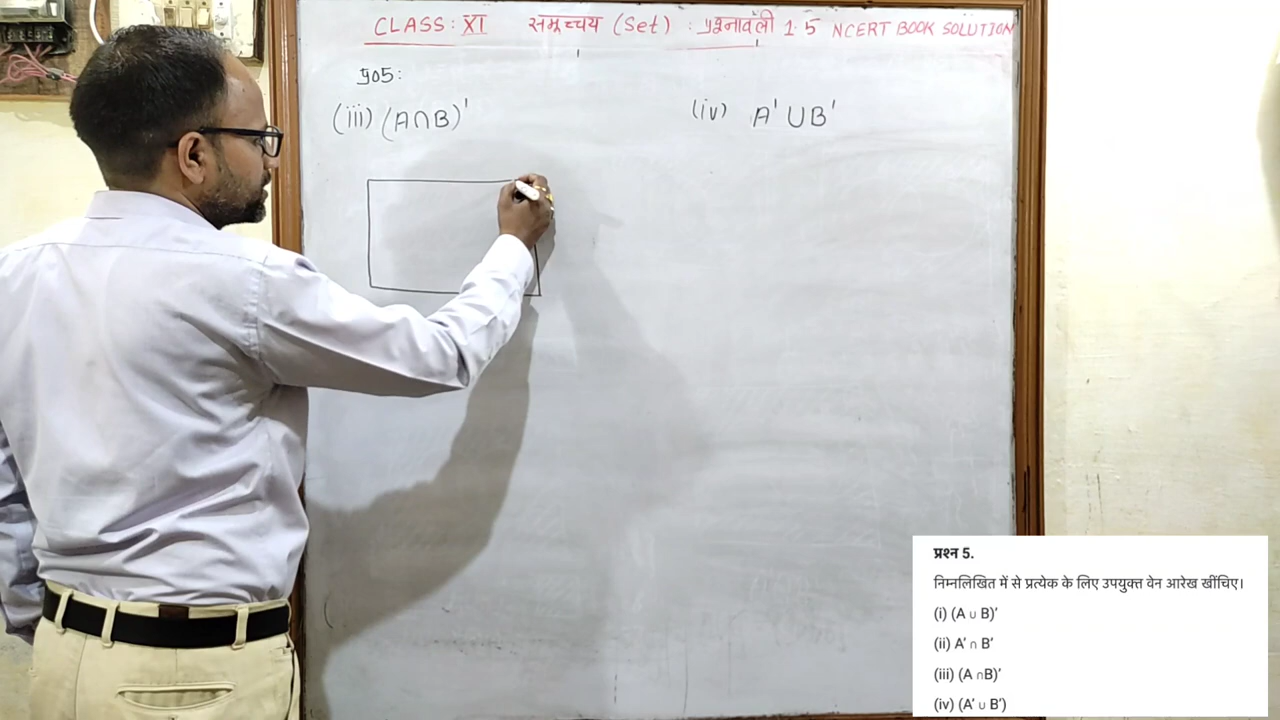 CLASS: XI समुच्चय (Set) : प्रश्नावली 1.5 NCERT BOOK SOLUTION
प्र05:
(iii) (A∩B)' (iv) A' ∪ B'
प्रश्न 5.
निम्नलिखित में से प्रत्येक के लिए उपयुक्त वेन आरेख खींचिए।
(i) (A ∪ B)’
(ii) A’ ∩ B’
(iii) (A ∩B)’
(iv) (A’ ∪ B’)